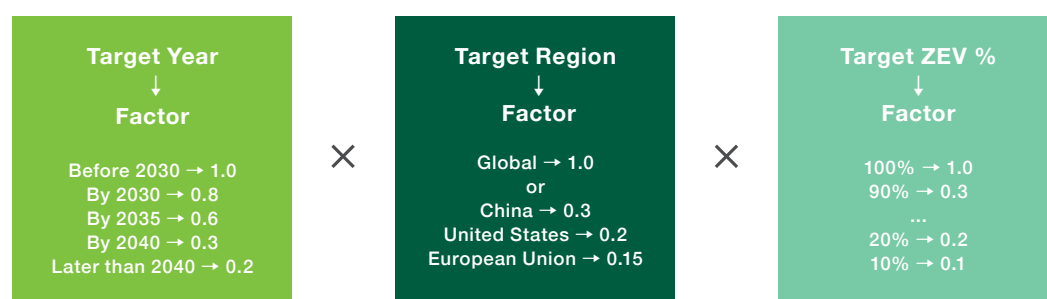 Target Year
↓
Factor
Before 2030 → 1.0
By 2030 → 0.8
By 2035 → 0.6
By 2040 → 0.3
Later than 2040 → 0.2
×
Target Region
↓
Factor
Global → 1.0
or
China → 0.3
United States → 0.2
European Union → 0.15
×
Target ZEV %
↓
Factor
100% → 1.0
90% → 0.3
...
20% → 0.2
10% → 0.1